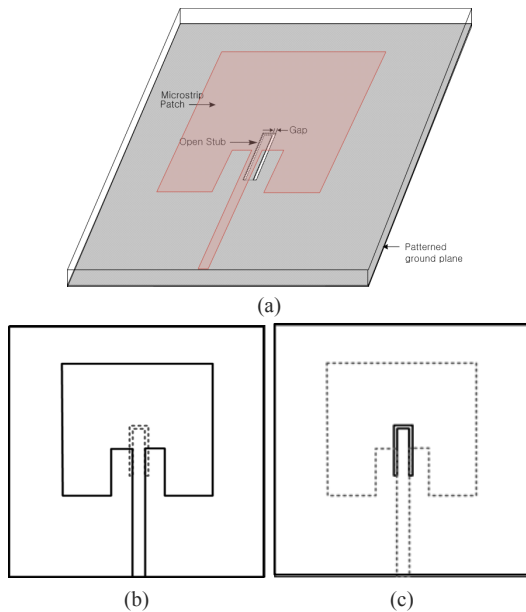 Microstrip
Patch
Gap
Open Stub
Patterned
ground plane
(a)
(b)
(c)